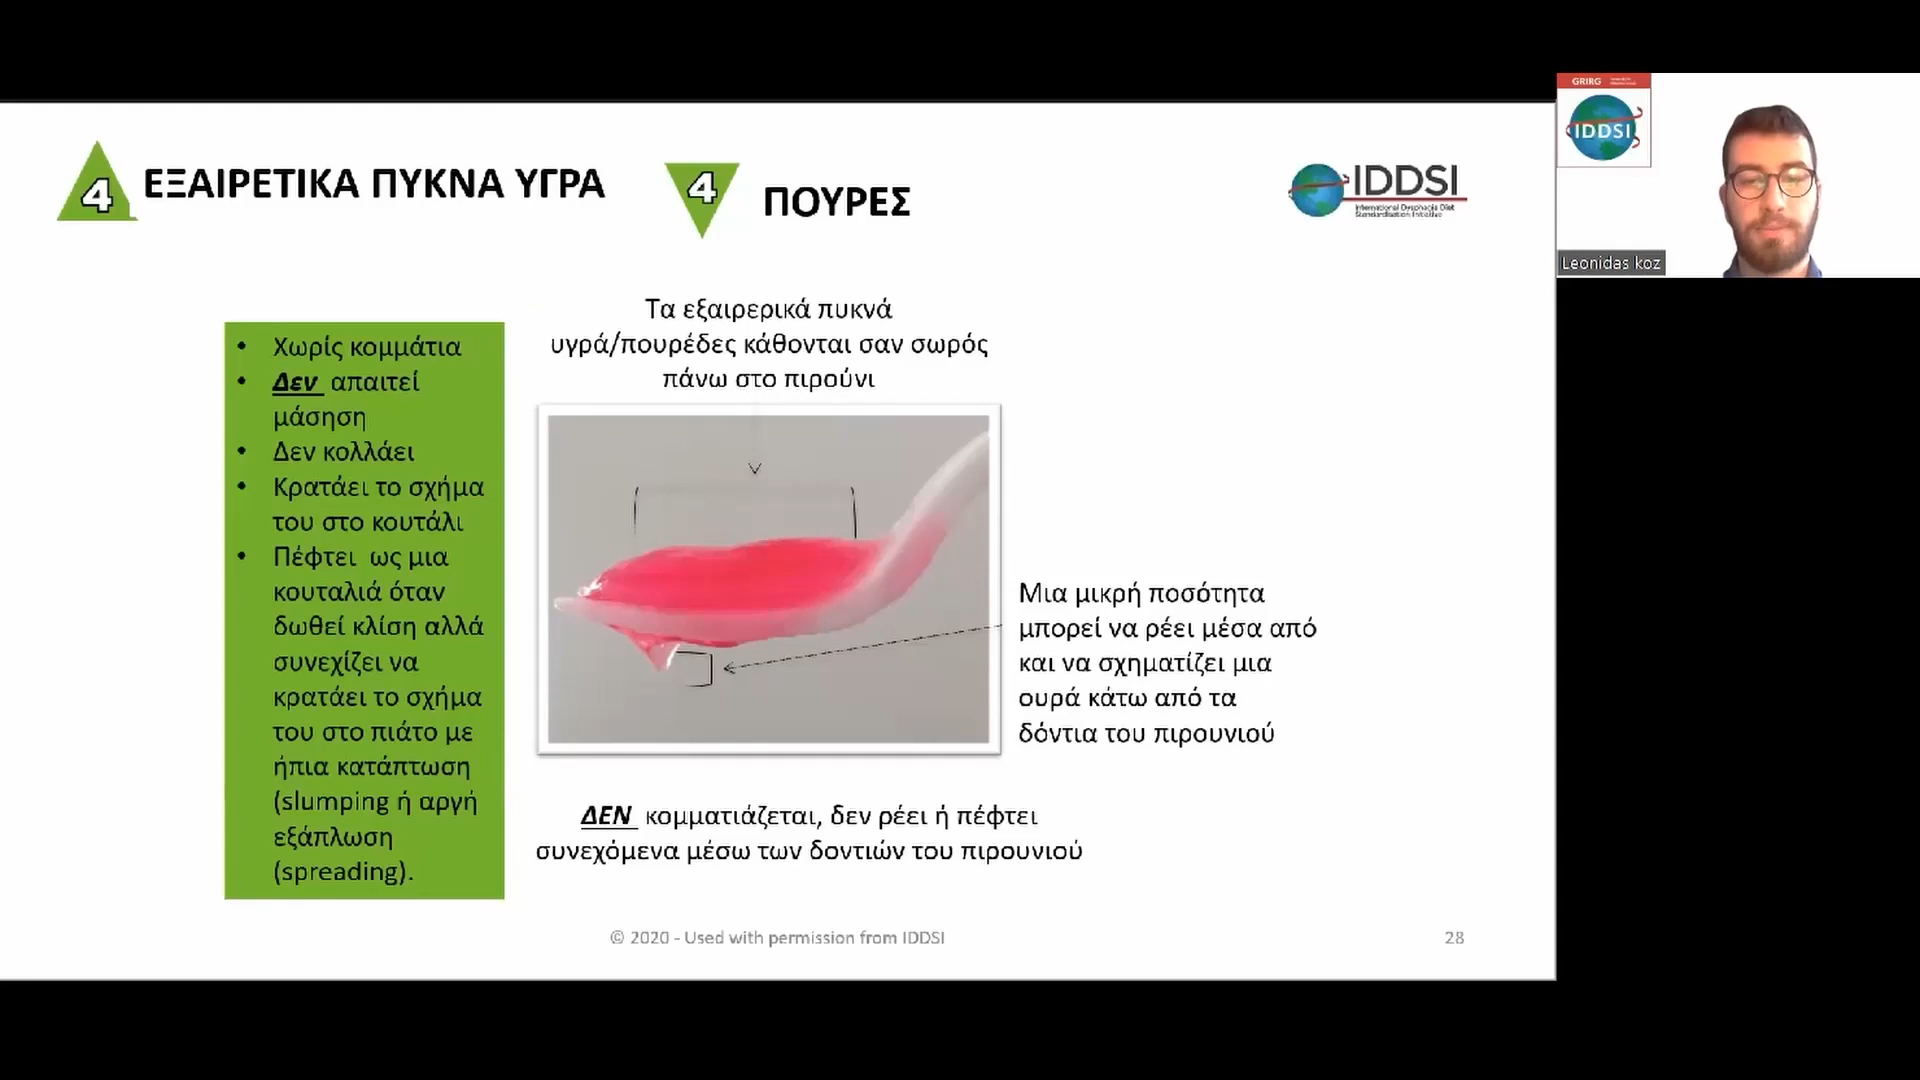 4 ΕΞΑΙΡΕΤΙΚΑ ΠΥΚΝΑ ΥΓΡΑ
4 ΠΟΥΡΕΣ
IDDSI
International Dysphagia Diet
Standardisation Initiative
GRIRG
IDDSI
Leonidas koz
• Χωρίς κομμάτια
• Δεν απαιτεί
μάσηση
• Δεν κολλάει
• Κρατάει το σχήμα
του στο κουτάλι
• Πέφτει ως μια
κουταλιά όταν
δωθεί κλίση αλλά
συνεχίζει να
κρατάει το σχήμα
του στο πιάτο με
ήπια κατάπτωση
(slumping ή αργή
εξάπλωση
(spreading).
Τα εξαιρερικά πυκνά
υγρά/πουρέδες κάθονται σαν σωρός
πάνω στο πιρούνι
Μια μικρή ποσότητα
μπορεί να ρέει μέσα από
και να σχηματίζει μια
ουρά κάτω από τα
δόντια του πιρουνιού
ΔΕΝ κομματιάζεται, δεν ρέει ή πέφτει
συνεχόμενα μέσω των δοντιών του πιρουνιού
© 2020 - Used with permission from IDDSI
28